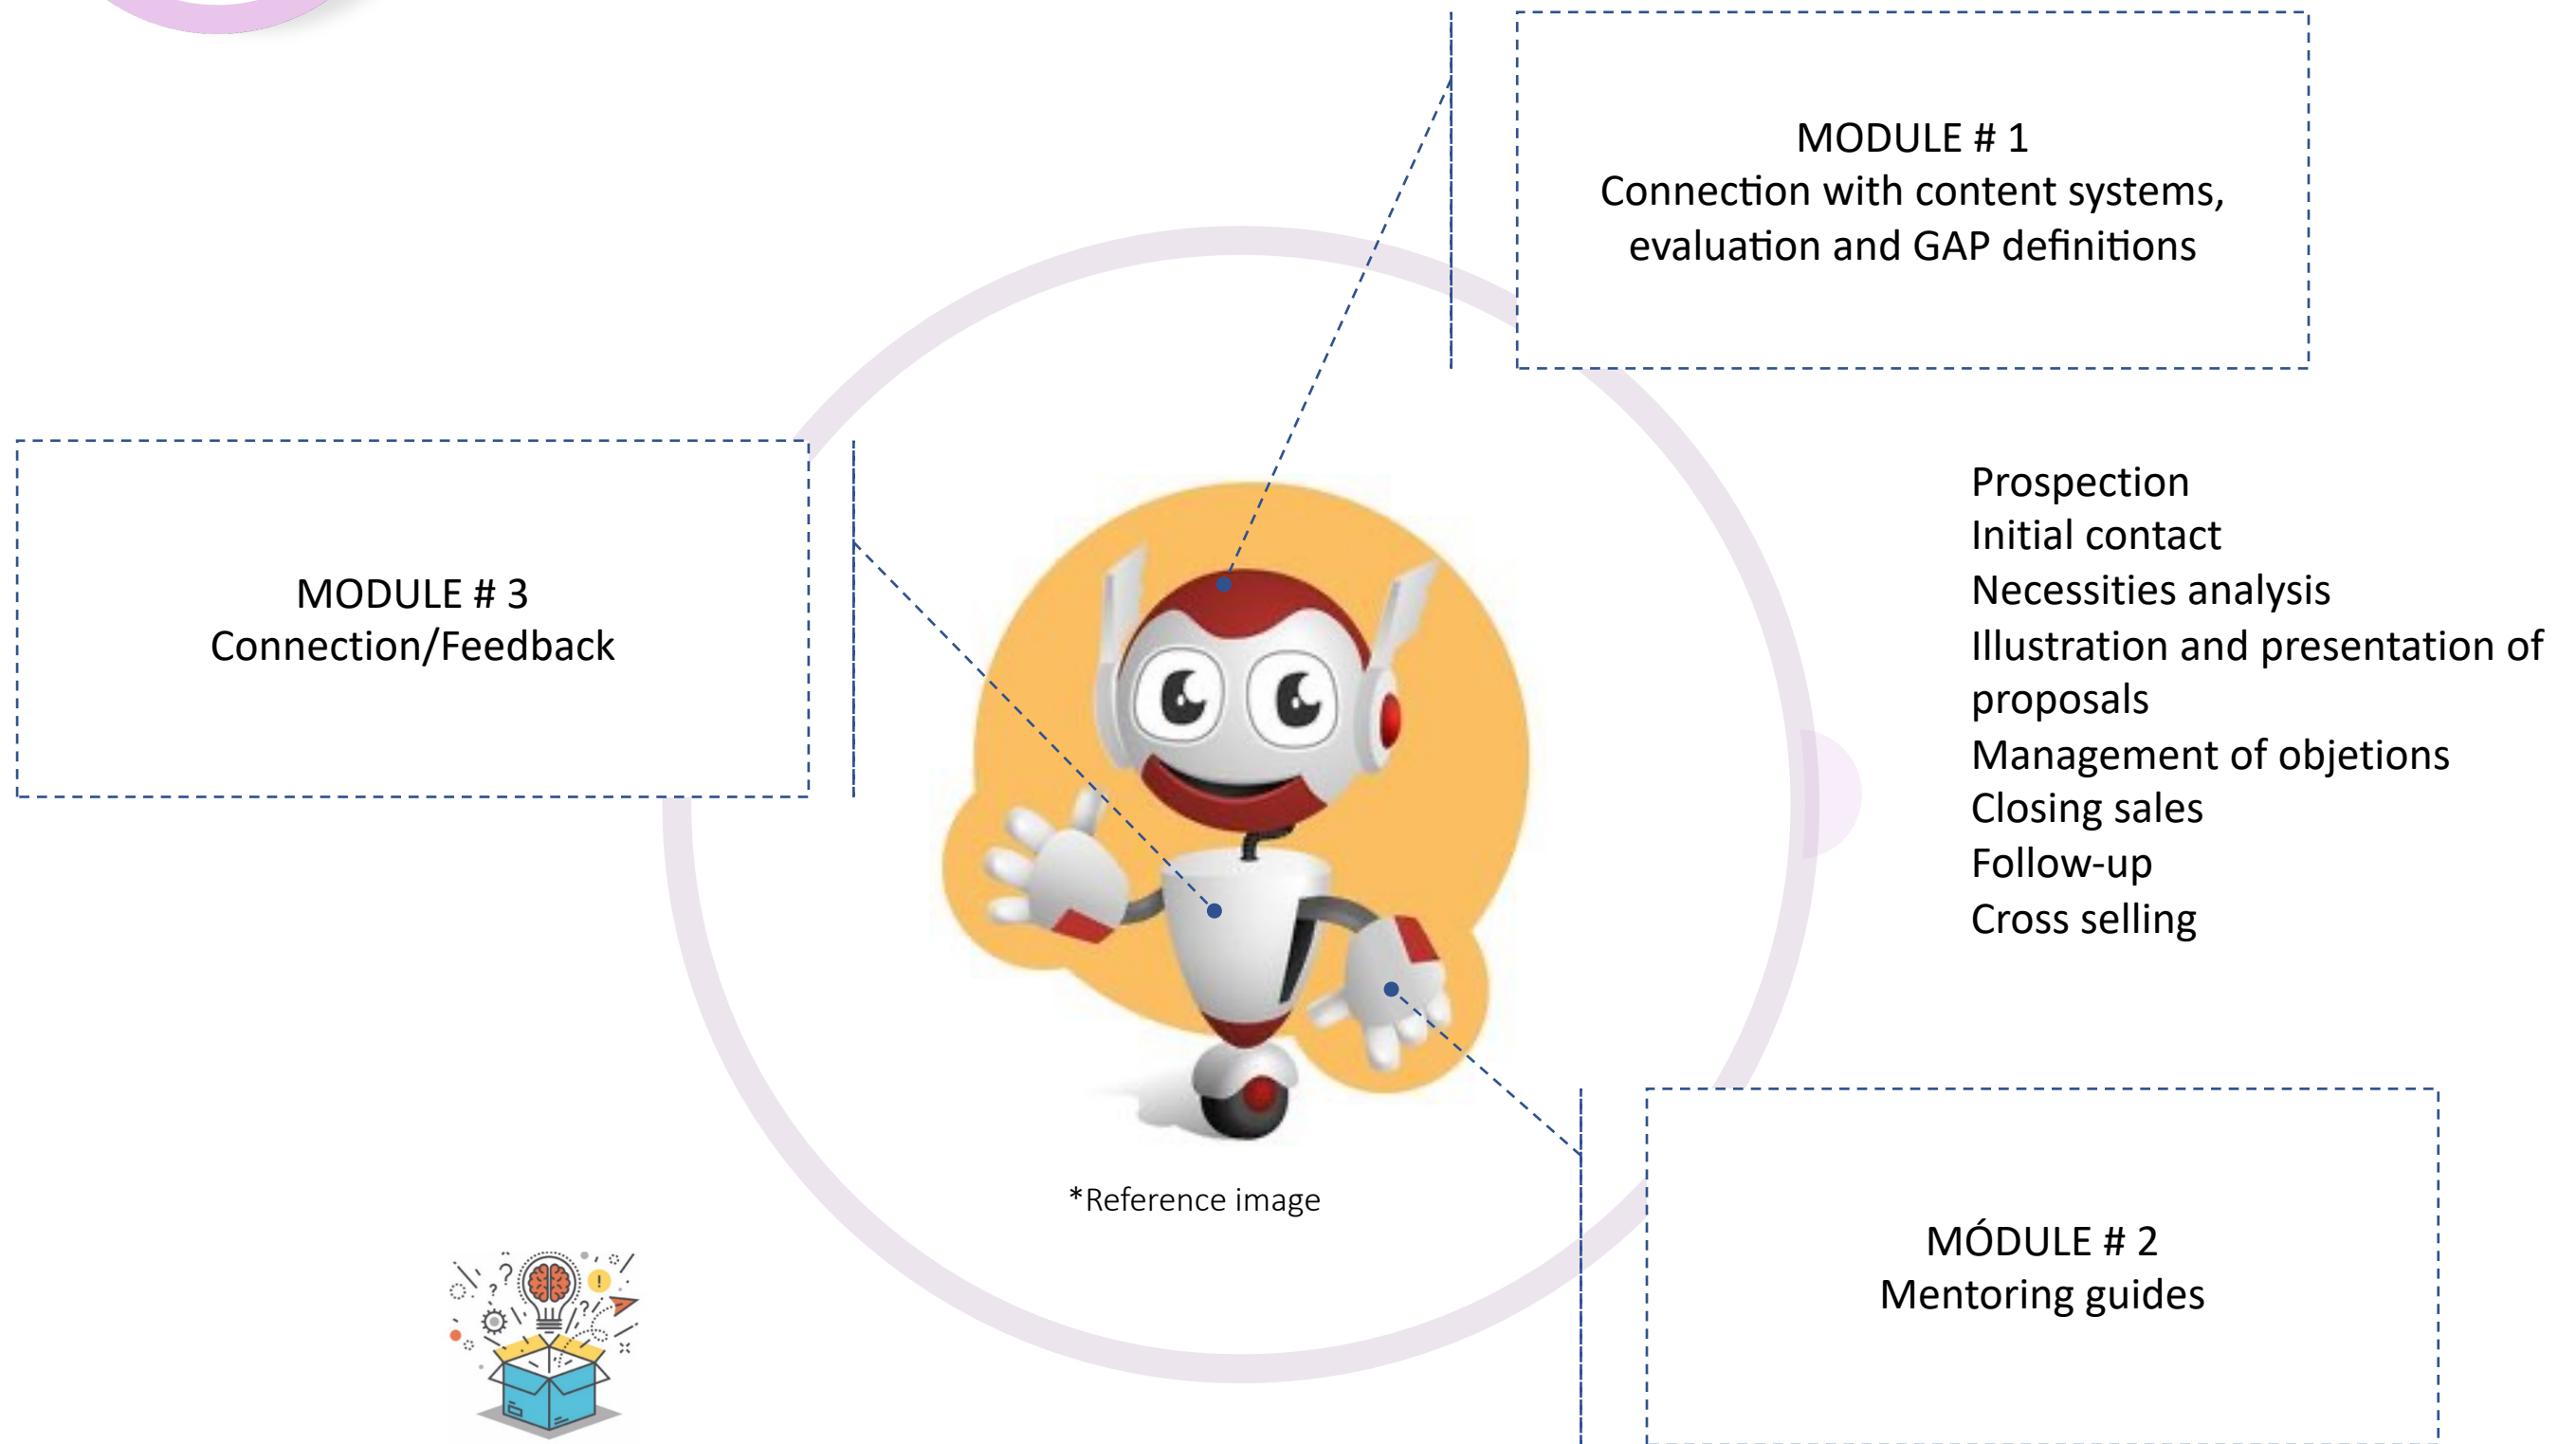 MODULE # 1
Connection with content systems,
evaluation and GAP definitions
MODULE # 3
Connection/Feedback
Prospection
Initial contact
Necessities analysis
Illustration and presentation of
proposals
Management of objetions
Closing sales
Follow-up
Cross selling
*Reference image
MÓDULE # 2
Mentoring guides